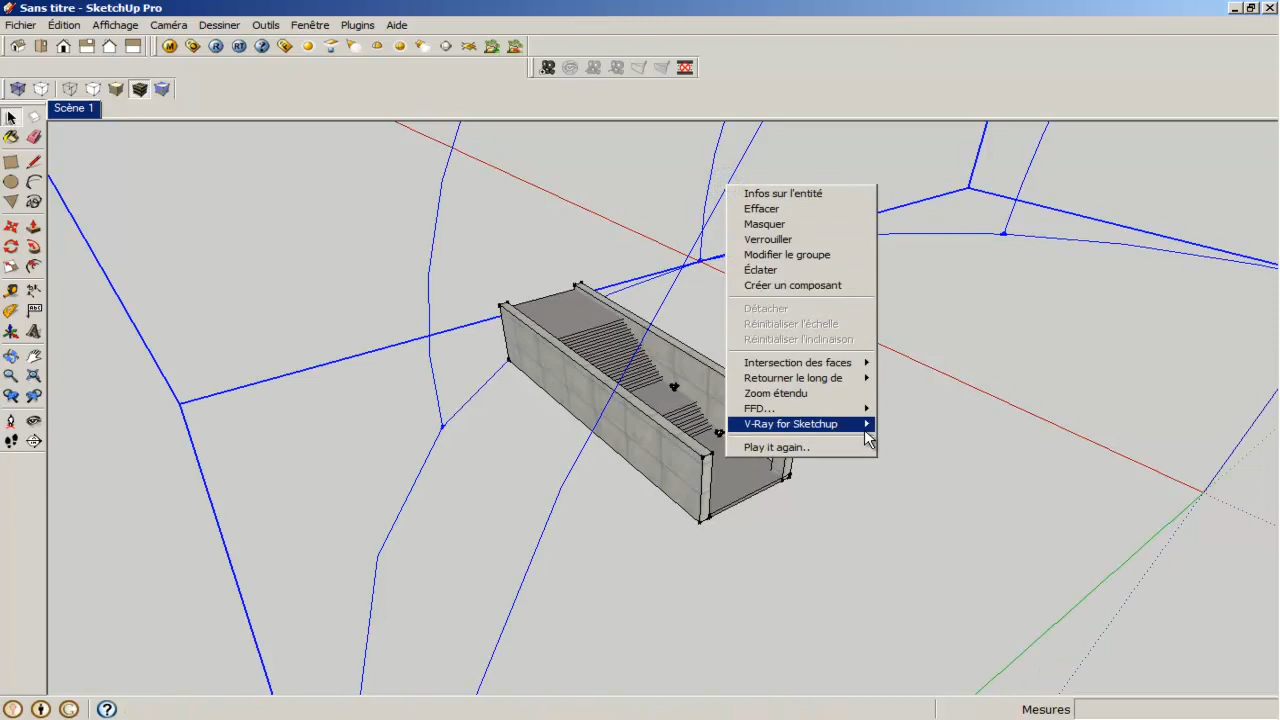 Sans titre - SketchUp Pro
Fichier Édition Affichage Caméra Dessiner Outils Fenêtre Plugins Aide
Scène 1
Infos sur l'entité
Effacer
Masquer
Verrouiller
Modifier le groupe
Éclater
Créer un composant
Détacher
Réinitialiser l'échelle
Réinitialiser l'inclinaison
Intersection des faces
Retourner le long de
Zoom étendu
FFD...
V-Ray for Sketchup
Play it again..
Mesures